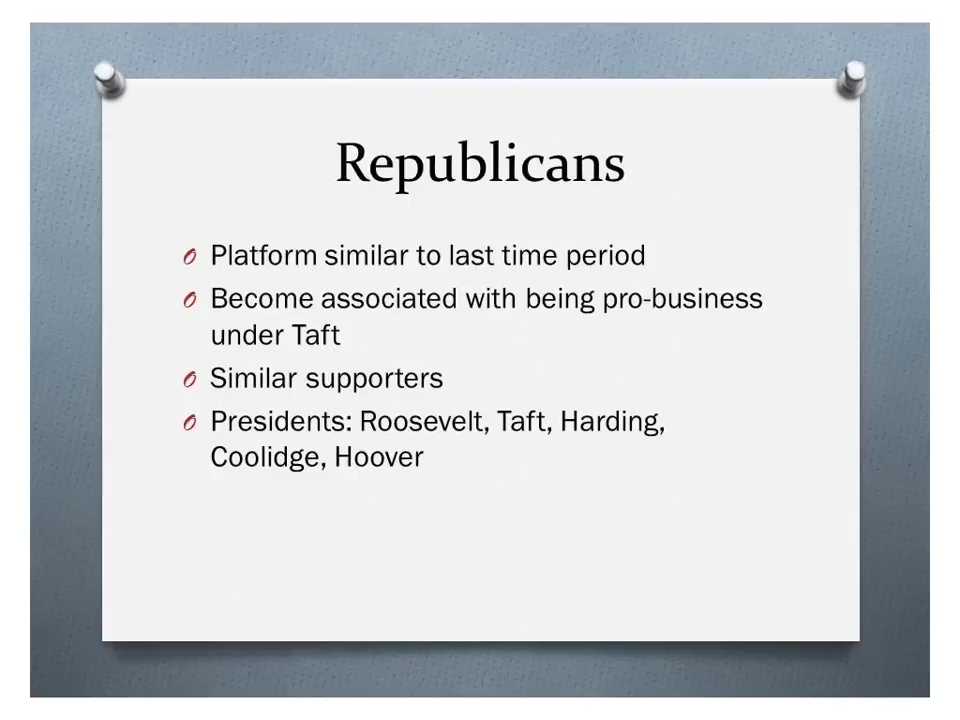 Republicans
Platform similar to last time period
Become associated with being pro-business
under Taft
Similar supporters
Presidents: Roosevelt, Taft, Harding,
Coolidge, Hoover